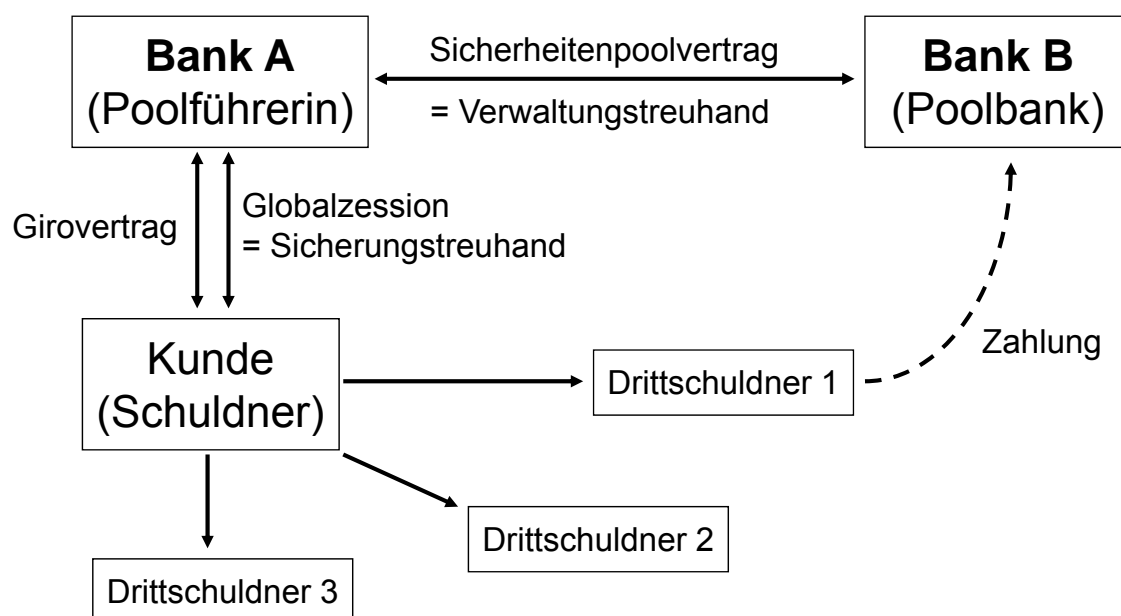 Bank A
(Poolführerin)
Sicherheitenpoolvertrag
= Verwaltungstreuhand
Bank B
(Poolbank)
Girovertrag
Globalzession
= Sicherungstreuhand
Kunde
(Schuldner)
Drittschuldner 1
Zahlung
Drittschuldner 2
Drittschuldner 3